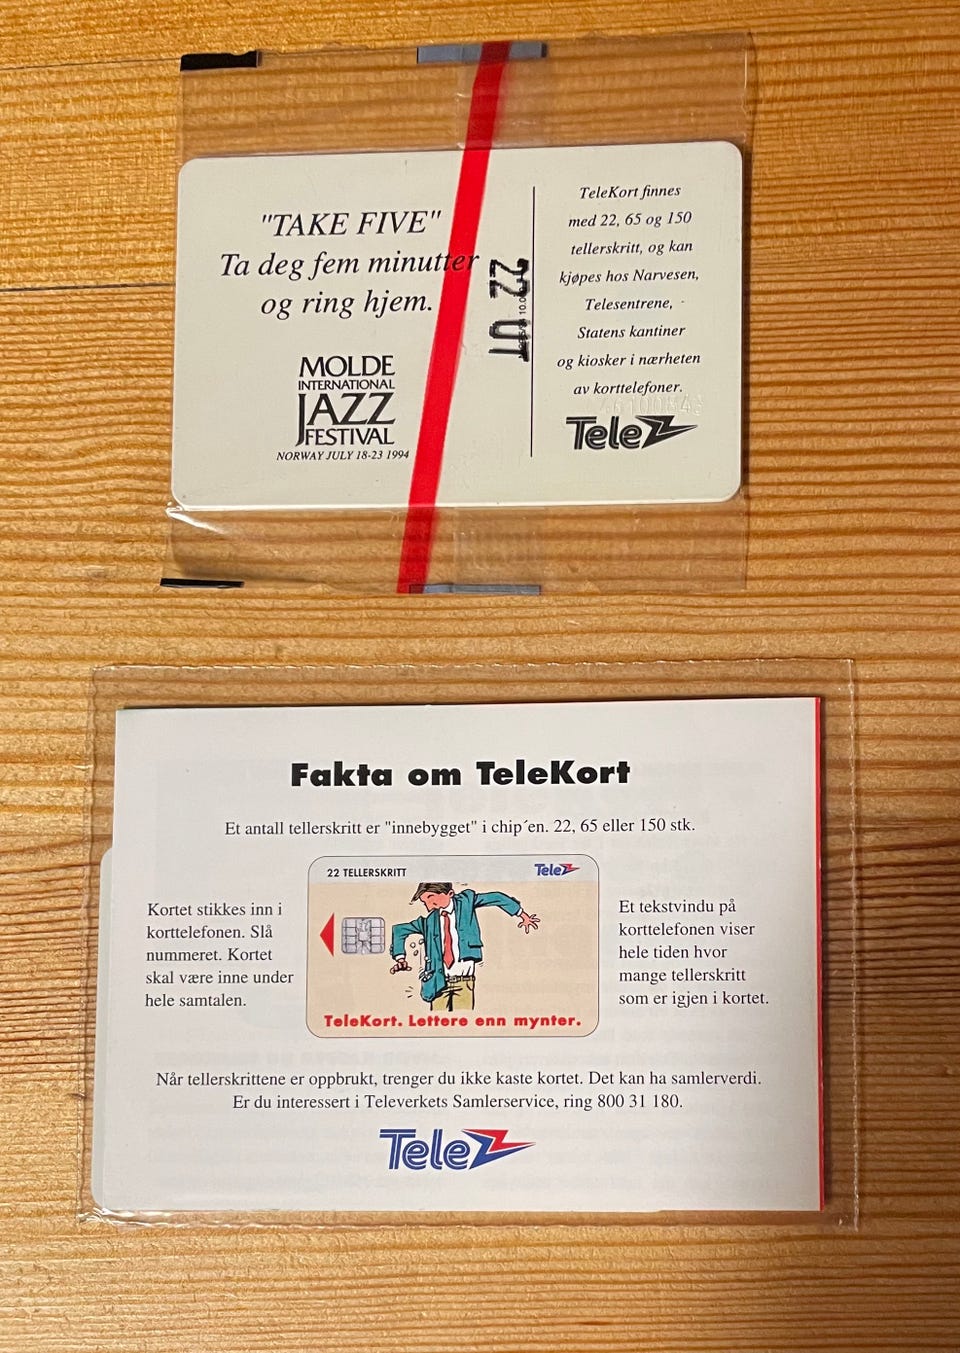 "TAKE FIVE"
Ta deg fem minutter
og ring hjem.
MOLDE
INTERNATIONAL
JAZZ
FESTIVAL
NORWAY JULY 18-23 1994
22 UT
TeleKort finnes
med 22, 65 og 150
tellerskritt, og kan
kjøpes hos Narvesen,
Telesentrene,
Statens kantiner
og kiosker i nærheten
av korttelefoner.
Tele
Fakta om TeleKort
Et antall tellerskritt er "innebygget" i chip´en. 22, 65 eller 150 stk.
Kortet stikkes inn i
korttelefonen. Slå
nummeret. Kortet
skal være inne under
hele samtalen.
22 TELLERSKRITT
Tele
TeleKort. Lettere enn mynter.
Et tekstvindu på
korttelefonen viser
hele tiden hvor
mange tellerskritt
som er igjen i kortet.
Når tellerskrittene er oppbrukt, trenger du ikke kaste kortet. Det kan ha samlerverdi.
Er du interessert i Televerkets Samlerservice, ring 800 31 180.
Tele